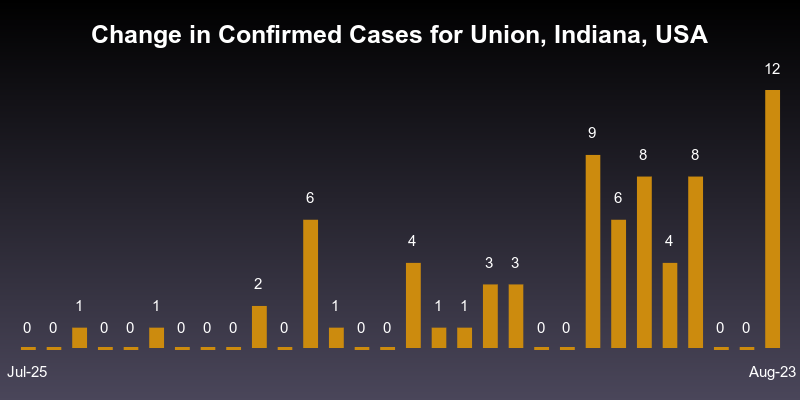 Change in Confirmed Cases for Union, Indiana, USA
0 0 1 0 0 1 0 0 0 2 0 6 1 0 0 4 1 1 3 3 0 0 9 6 8 4 8 0 0 12
Jul-25 Aug-23